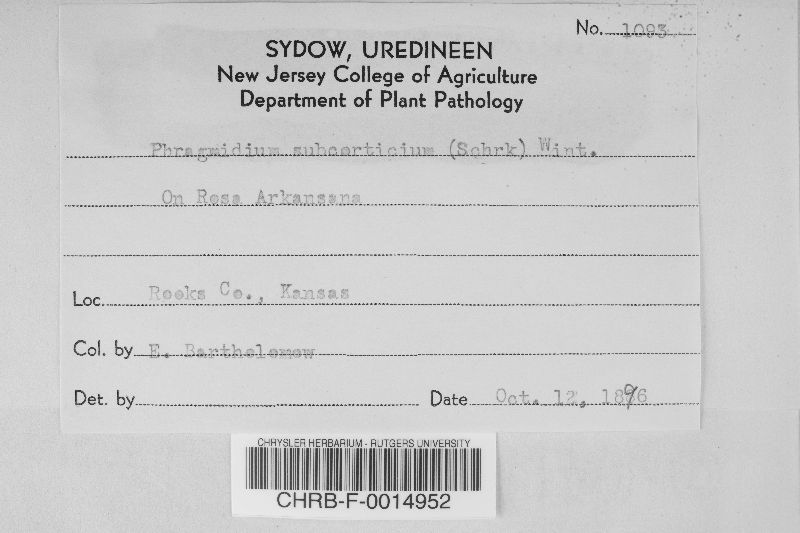 No. 1093
SYDOW, UREDINEEN
New Jersey College of Agriculture
Department of Plant Pathology
Phragmidium subcorticium (Schrk) Wint.
On Rosa Arkansana
Loc. Rooks Co., Kansas
Col. by E. Bartholomew
Det. by
Date Oct. 12, 1896
CHRYSLER HERBARIUM - RUTGERS UNIVERSITY
CHRB-F-0014952